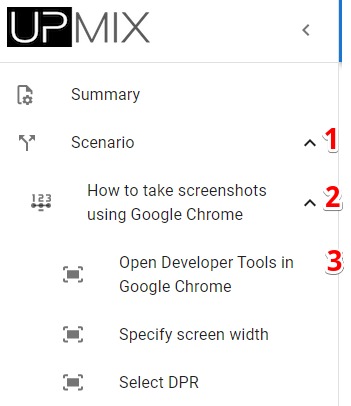 UPMIX
Summary
Scenario 1
123
How to take screenshots 2
using Google Chrome
Open Developer Tools in 3
Google Chrome
Specify screen width
Select DPR